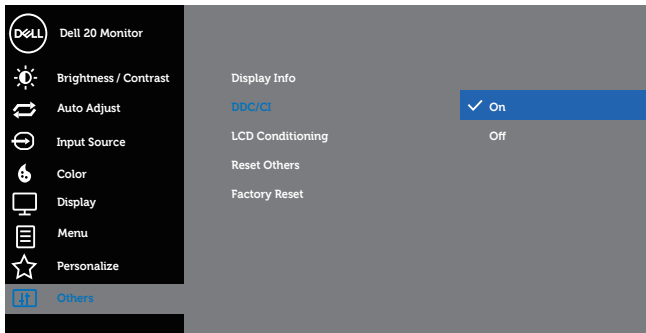 DELL Dell 20 Monitor
Brightness / Contrast Display Info
Auto Adjust DDC/CI On
Input Source LCD Conditioning Off
Color Reset Others
Display Factory Reset
Menu
Personalize
Others